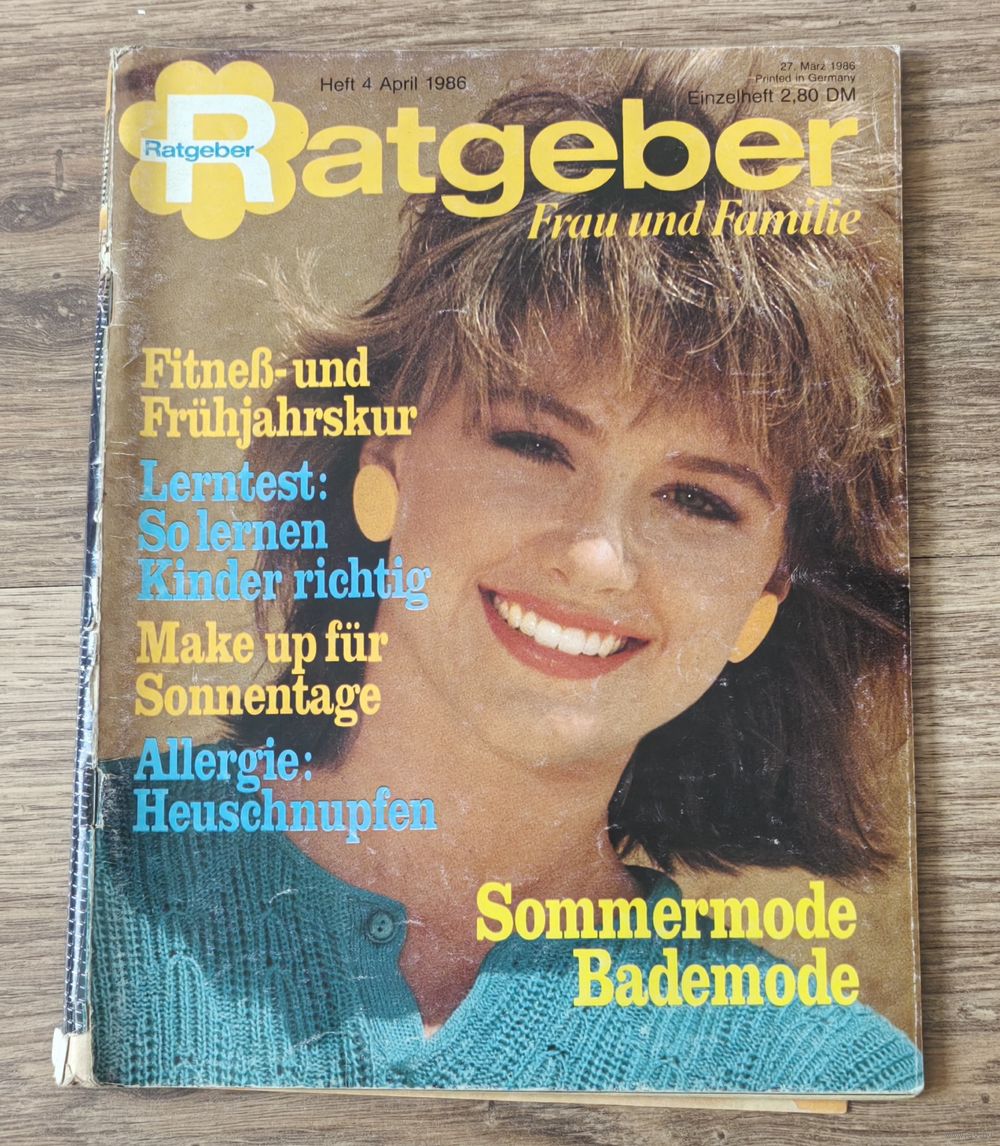 Heft 4 April 1986
27. März 1986
Printed in Germany
Einzelheft 2,80 DM
Ratgeber
Ratgeber
Frau und Familie
Fitneß- und
Frühjahrskur
Lerntest:
So lernen
Kinder richtig
Make up für
Sonnentage
Allergie:
Heuschnupfen
Sommermode
Bademode